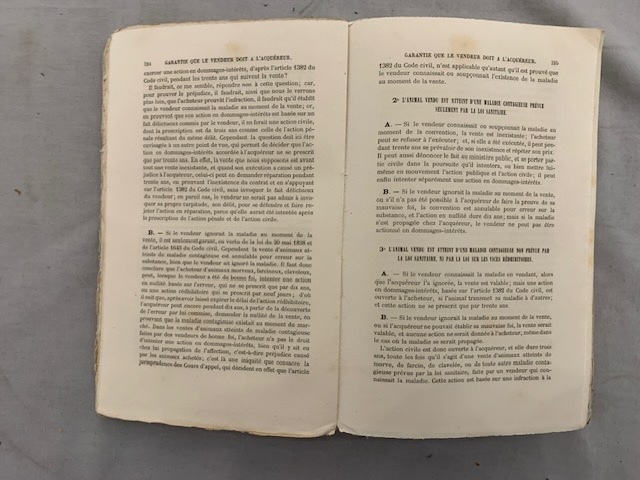 184 GARANTIE QUE LE VENDEUR DOIT A L'ACQUÉREUR.
exercer une action en dommages-intérêts, d'après l'article 1382 du
Code civil, pendant les trente ans qui suivent la vente?
Il faudrait, ce me semble, répondre non à cette question; car,
pour prouver le préjudice, il faudrait, ainsi que nous le verrons
plus loin, que l'acheteur prouvât l'infraction, il faudrait qu'il établît
que le vendeur connaissait la maladie au moment de la vente; or,
en prouvant que son action en dommages-intérêts est basée sur un
fait délictueux commis par le vendeur, il en ferait une action civile,
dont la prescription est de trois ans comme celle de l'action pé-
nale résultant du même délit. Cependant la question doit ici être
envisagée à un autre point de vue, qui permet de décider que l'ac-
tion en dommages-intérêts accordée à l'acquéreur ne se prescrit que
par trente ans. En effet, la vente que nous supposons est avant
tout une vente inexistante, et quand son exécution a causé un pré-
judice à l'acquéreur, celui-ci peut en demander réparation pendant
trente ans, en prouvant l'inexistence du contrat et en s'appuyant
sur l'article 1382 du Code civil, sans invoquer le fait délictueux
du vendeur; en pareil cas, le vendeur ne serait pas admis à invo-
quer sa propre turpitude, son délit, pour se défendre et faire re-
jeter l'action en réparation, parce qu'elle aurait été intentée après
la prescription de l'action pénale et de l'action civile.
B. — Si le vendeur ignorait la maladie au moment de la
vente, il est seulement garant, en vertu de la loi du 20 mai 1838 et
de l'article 1643 du Code civil. Cependant la vente d'animaux at-
teints de maladie contagieuse est annulable pour erreur sur la
substance, bien que le vendeur ait ignoré la maladie. Il faut donc
conclure que l'acheteur d'animaux morveux, farcineux, claveleux,
peut, lorsque le vendeur a été de bonne foi, intenter une action
en nullité basée sur l'erreur, qui ne se prescrit que par dix ans,
ou une action rédhibitoire qui se prescrit par neuf jours; d'où
il suit que, après avoir laissé expirer le délai de l'action rédhibitoire,
l'acquéreur peut encore pendant dix ans, à partir de la découverte
de l'erreur par lui commise, demander la nullité de la vente, en
prouvant que la maladie contagieuse existait au moment du mar-
ché. Dans les ventes d'animaux atteints de maladie contagieuse
faites par des vendeurs de bonne foi, l'acheteur n'a pas le droit
d'intenter une action en dommages-intérêts, bien qu'il y ait eu
chez lui propagation de l'affection, c'est-à-dire préjudice causé
par les animaux achetés; c'est là une iniquité que consacre la
jurisprudence des Cours d'appel, qui décident en effet que l'article
GARANTIE QUE LE VENDEUR DOIT A L'ACQUÉREUR. 185
1382 du Code civil, n'est applicable qu'autant qu'il est prouvé que
le vendeur connaissait ou soupçonnait l'existence de la maladie
au moment de la vente.
2° L'ANIMAL VENDU EST ATTEINT D'UNE MALADIE CONTAGIEUSE PRÉVUE
SEULEMENT PAR LA LOI SANITAIRE.
A. — Si le vendeur connaissait ou soupçonnait la maladie au
moment de la convention, la vente est inexistante; l'acheteur
peut se refuser à l'exécuter; et, si elle a été exécutée, il peut pen-
dant trente ans se prévaloir de son inexistence et répéter son prix.
Il peut aussi dénoncer le fait au ministère public, et se porter par-
tie civile dans la poursuite qu'il intentera, ou bien mettre lui-
même en mouvement l'action publique et l'action civile; il peut
enfin intenter séparément une action en dommages-intérêts.
B. — Si le vendeur ignorait la maladie au moment de la vente,
ou s'il n'a pas été possible à l'acquéreur de faire la preuve de sa
mauvaise foi, la convention est annulable pour erreur sur la
substance, et l'action en nullité dure dix ans; mais si la maladie
s'est propagée chez l'acquéreur, le vendeur ne peut pas être
actionné en dommages-intérêts.
3° L'ANIMAL VENDU EST ATTEINT D'UNE MALADIE CONTAGIEUSE NON PRÉVUE PAR
LA LOI SANITAIRE, NI PAR LA LOI SUR LES VICES RÉDHIBITOIRES.
A. — Si le vendeur connaissait la maladie en vendant, alors
que l'acquéreur l'a ignorée, la vente est valable; mais une action en
dommages-intérêts, basée sur l'article 1382 du Code civil, est
ouverte à l'acheteur, si l'animal transmet sa maladie à d'autres;
et cette action ne se prescrit que par trente ans.
B. — Si le vendeur ignorait la maladie au moment de la vente,
ou si l'acquéreur ne pouvait établir sa mauvaise foi, la vente serait
valable, et aucune action ne serait donnée à l'acheteur, même dans
le cas où la maladie se serait propagée.
L'action civile est donc ouverte à l'acquéreur, et elle dure trois
ans, toutes les fois qu'il s'agit d'une vente d'animaux atteints de
morve, de farcin, de clavelée, ou de toute autre maladie conta-
gieuse prévue par la loi sanitaire, faite par un vendeur qui con-
naissait la maladie. Cette action est basée sur une infraction à la